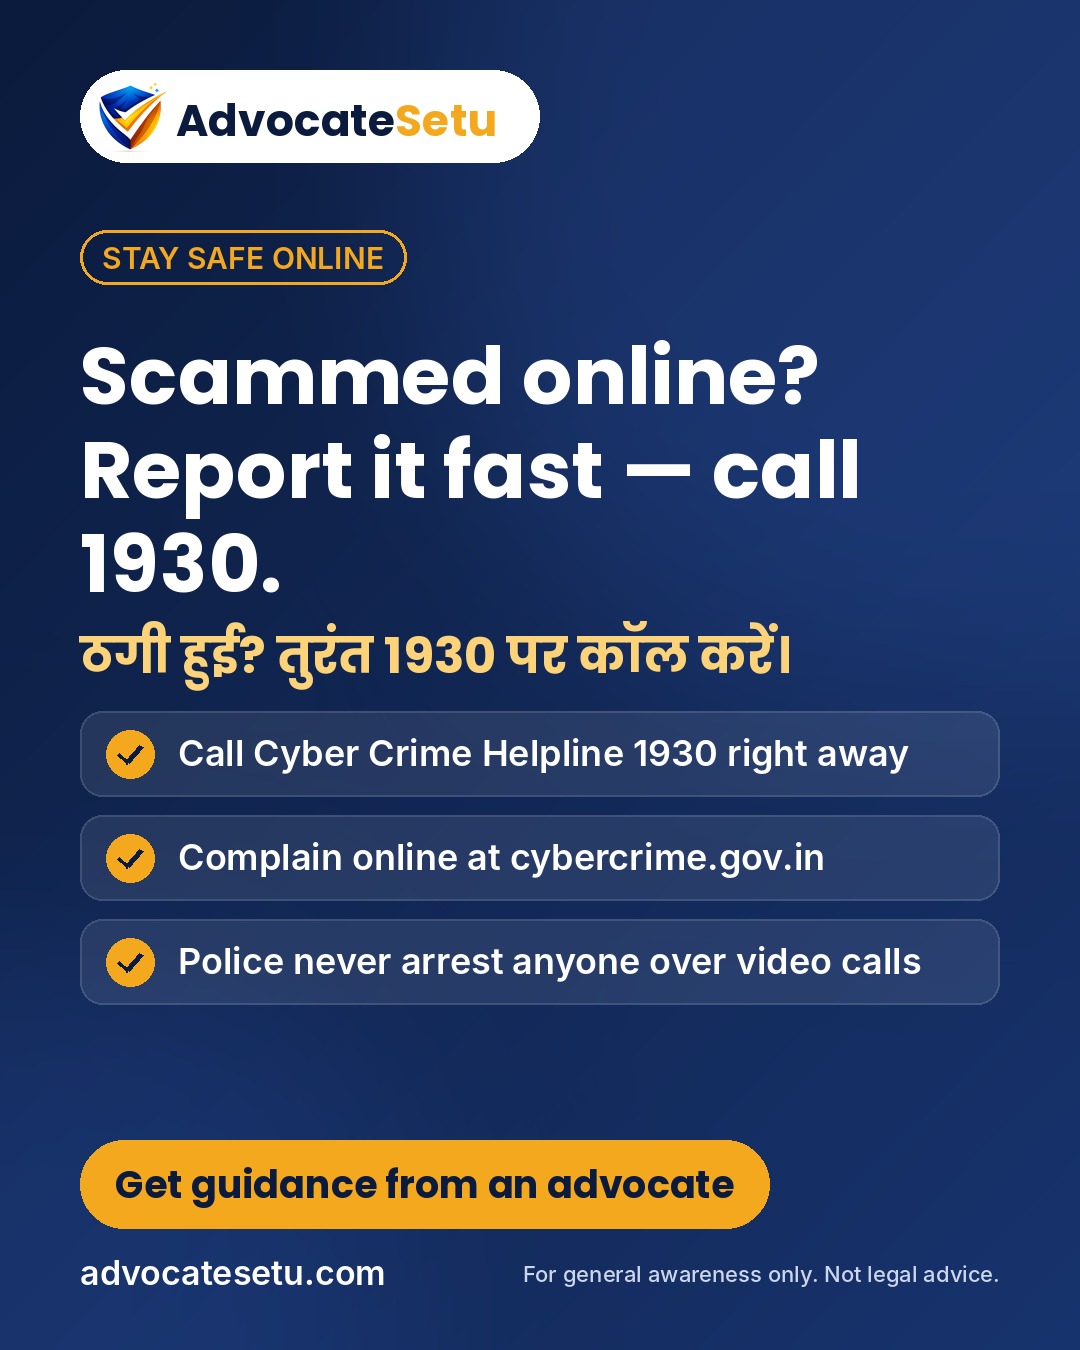 AdvocateSetu
STAY SAFE ONLINE
Scammed online?
Report it fast — call
1930.
ठगी हुई? तुरंत 1930 पर कॉल करें।
Call Cyber Crime Helpline 1930 right away
Complain online at cybercrime.gov.in
Police never arrest anyone over video calls
Get guidance from an advocate
advocatesetu.com
For general awareness only. Not legal advice.